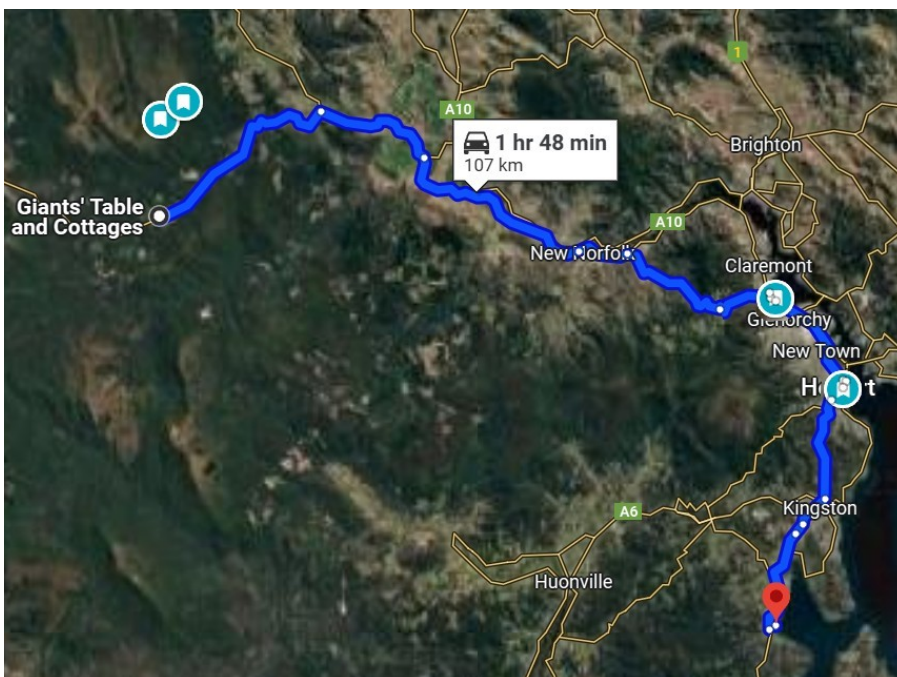 1
A10
1 hr 48 min
107 km
Brighton
Giants' Table
and Cottages
A10
New Norfolk
Claremont
Glenorchy
New Town
Kingston
A6
Huonville